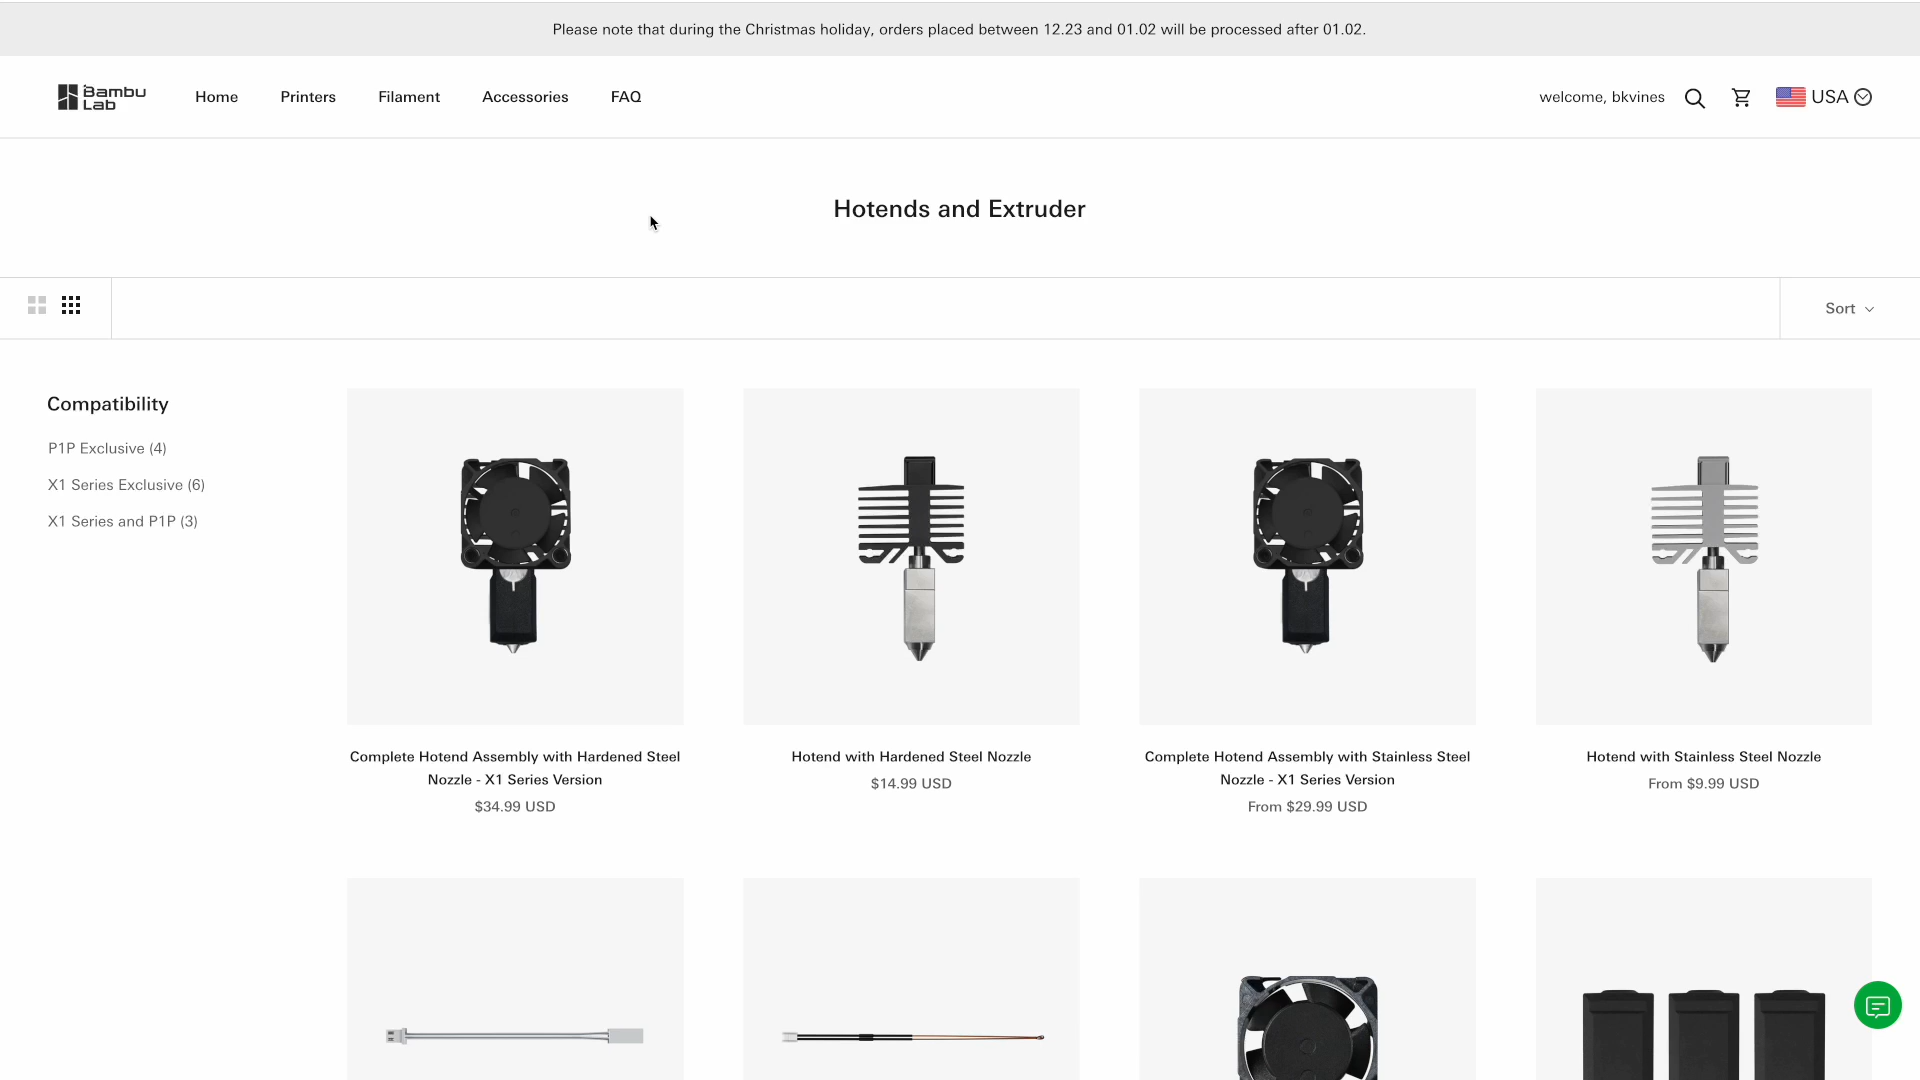 Please note that during the Christmas holiday, orders placed between 12.23 and 01.02 will be processed after 01.02.
Bambu
Lab
Home
Printers
Filament
Accessories
FAQ
welcome, bkvines
USA
Hotends and Extruder
Sort
Compatibility
P1P Exclusive (4)
X1 Series Exclusive (6)
X1 Series and P1P (3)
Complete Hotend Assembly with Hardened Steel
Nozzle - X1 Series Version
$34.99 USD
Hotend with Hardened Steel Nozzle
$14.99 USD
Complete Hotend Assembly with Stainless Steel
Nozzle - X1 Series Version
From $29.99 USD
Hotend with Stainless Steel Nozzle
From $9.99 USD